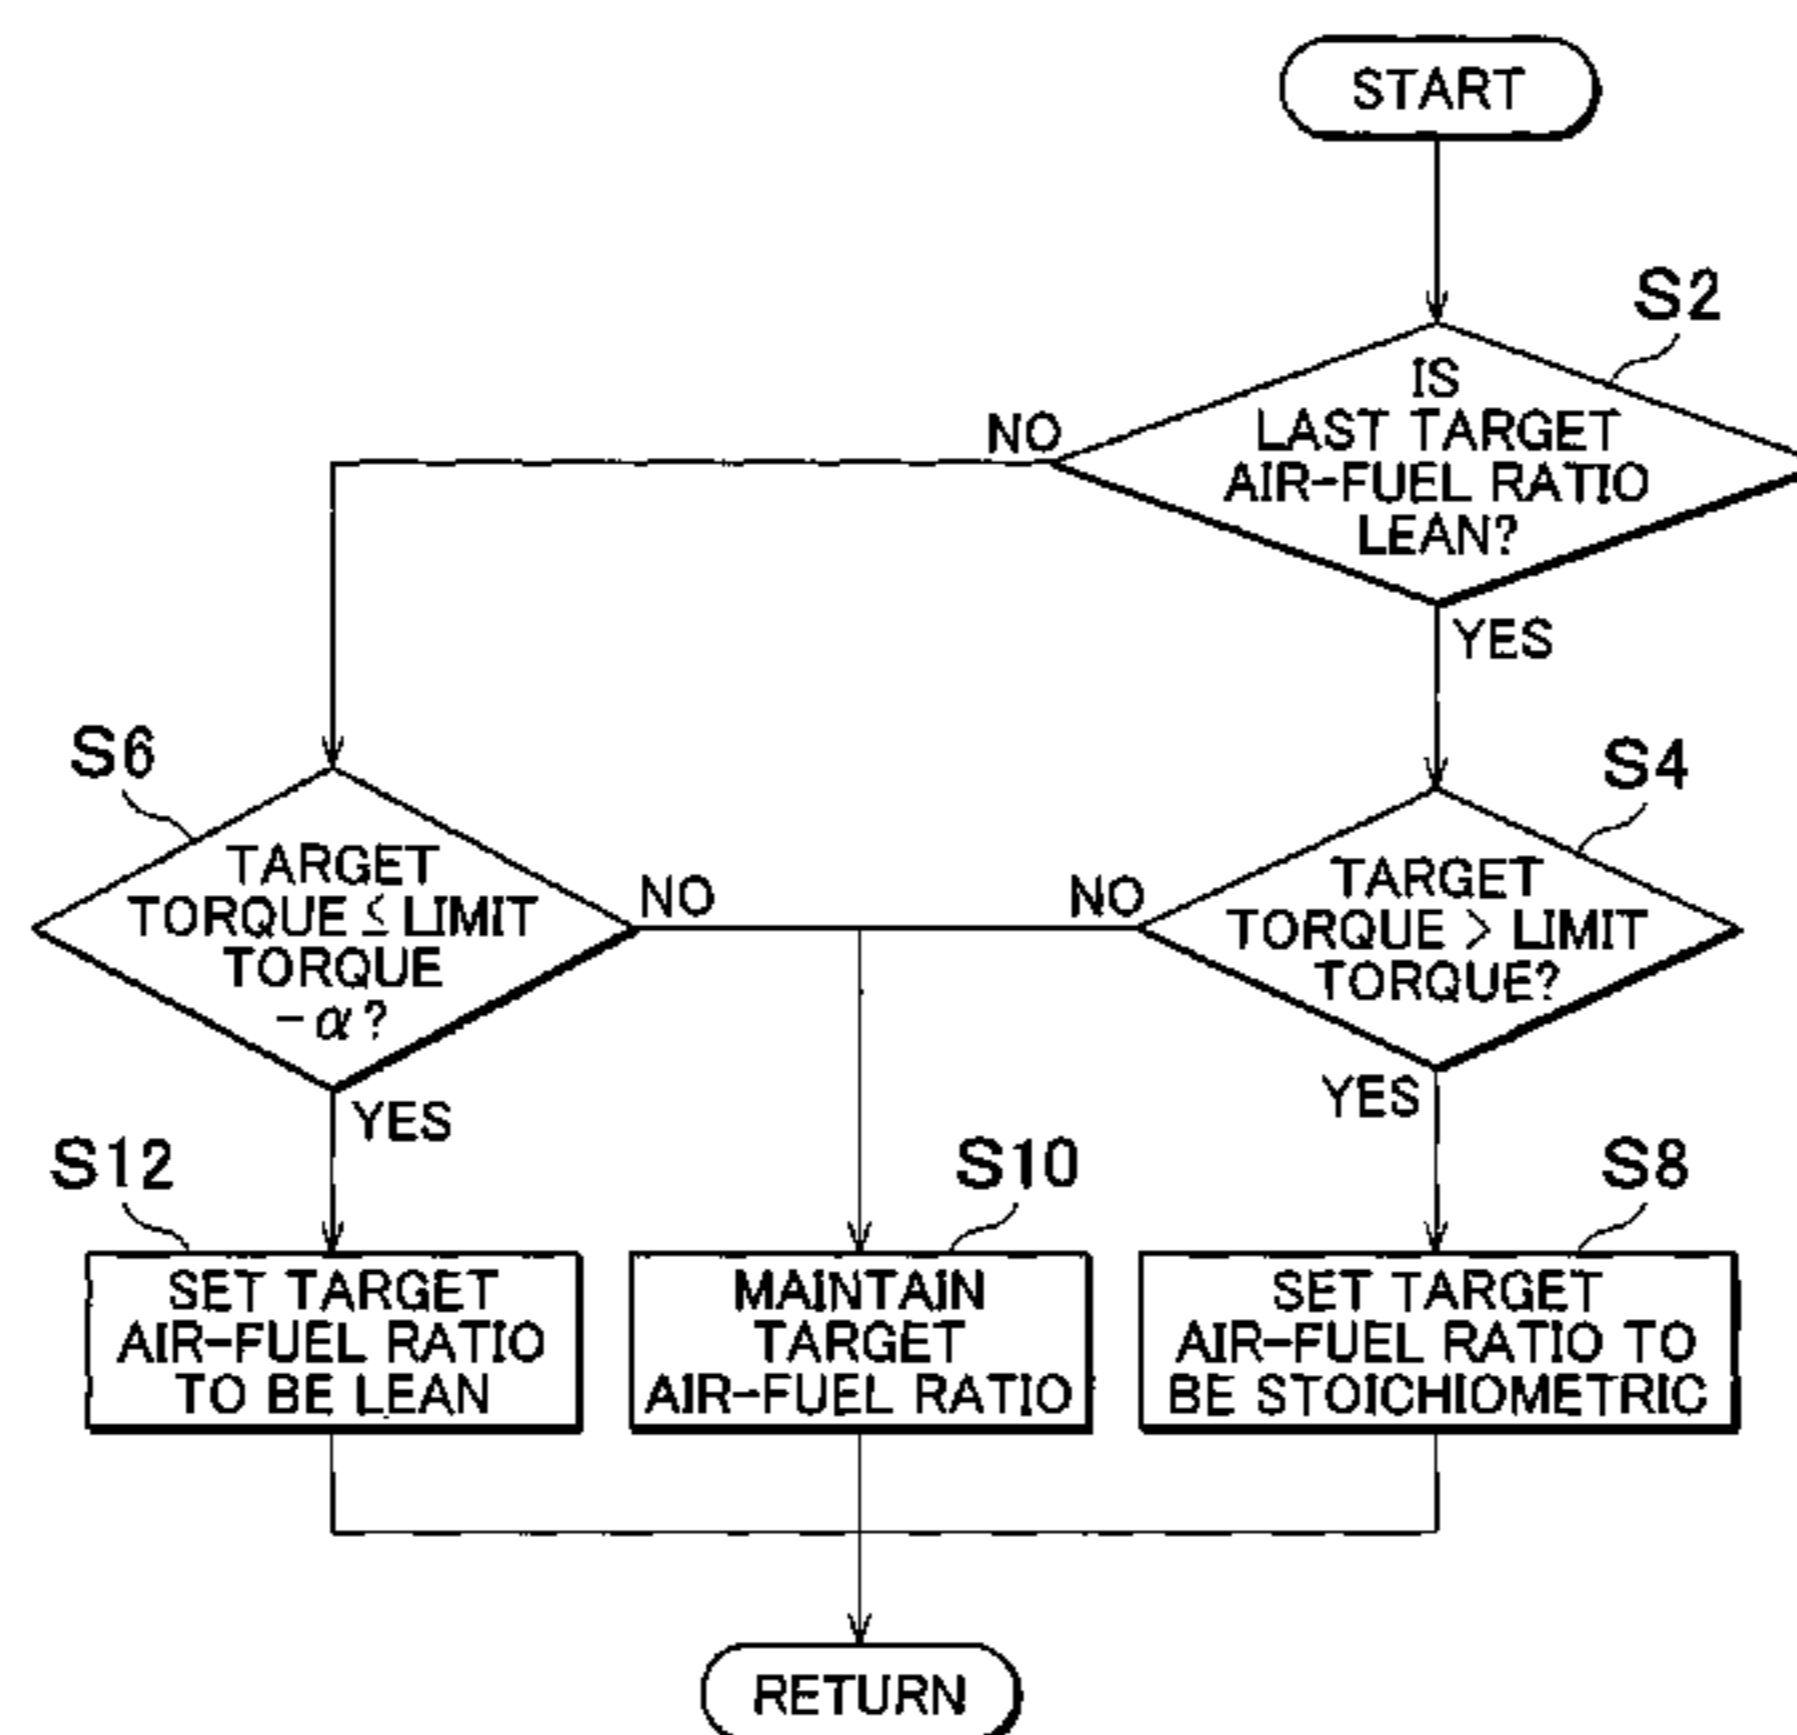 START
S2
IS
LAST TARGET
AIR-FUEL RATIO
LEAN?
NO
YES
S6
S4
TARGET
TORQUE ≤ LIMIT
TORQUE
-α?
NO
NO
TARGET
TORQUE > LIMIT
TORQUE?
YES
YES
S12
S10
S8
SET TARGET
AIR-FUEL RATIO
TO BE LEAN
MAINTAIN
TARGET
AIR-FUEL RATIO
SET TARGET
AIR-FUEL RATIO TO
BE STOICHIOMETRIC
RETURN